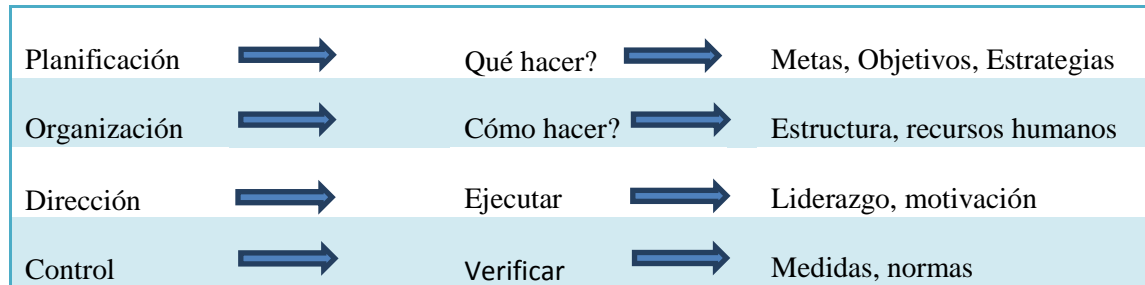 Planificación Qué hacer? Metas, Objetivos, Estrategias
Organización Cómo hacer? Estructura, recursos humanos
Dirección Ejecutar Liderazgo, motivación
Control Verificar Medidas, normas